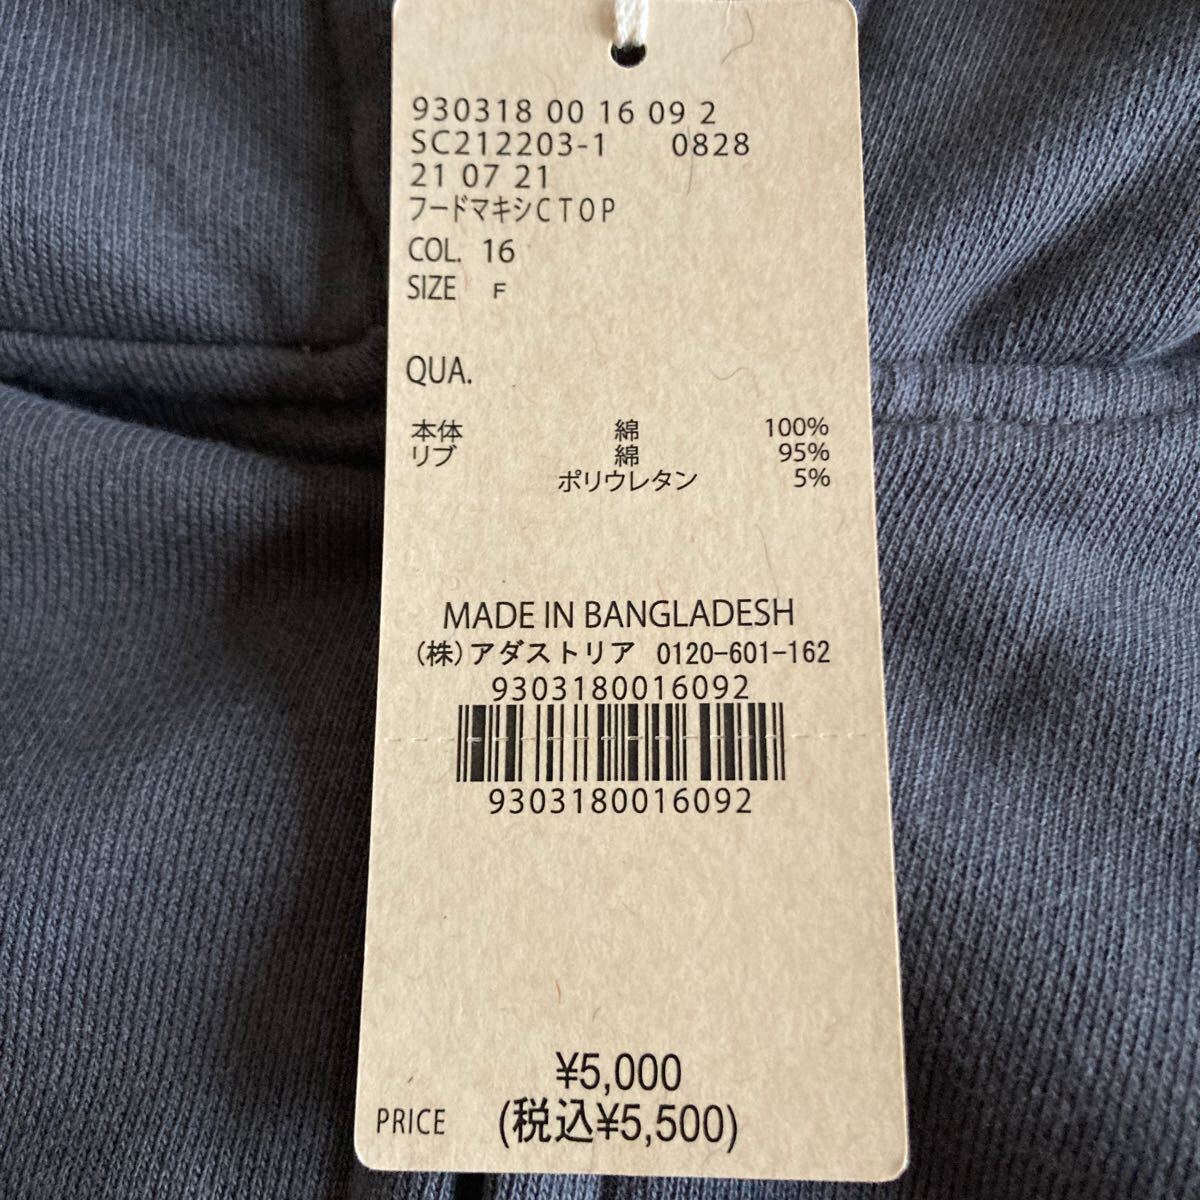 930318 00 16 09 2
SC212203-1 0828
21 07 21
フードマキシCTOP
COL. 16
SIZE F
QUA.
本体 綿 100%
リブ 綿 95%
ポリウレタン 5%
MADE IN BANGLADESH
(株)アダストリア 0120-601-162
9303180016092
9303180016092
¥5,000
PRICE (税込¥5,500)